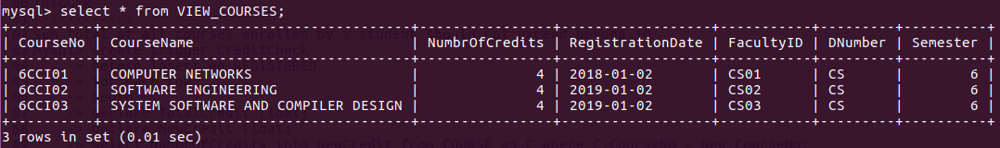 mysql> select * from VIEW_COURSES;
+----------+-------------------------------------+----------------+------------------+-----------+---------+----------+
| CourseNo | CourseName | NumbrOfCredits | RegistrationDate | FacultyID | DNumber | Semester |
+----------+-------------------------------------+----------------+------------------+-----------+---------+----------+
| 6CCI01 | COMPUTER NETWORKS | 4 | 2018-01-02 | CS01 | CS | 6 |
| 6CCI02 | SOFTWARE ENGINEERING | 4 | 2019-01-02 | CS02 | CS | 6 |
| 6CCI03 | SYSTEM SOFTWARE AND COMPILER DESIGN | 4 | 2019-01-02 | CS03 | CS | 6 |
+----------+-------------------------------------+----------------+------------------+-----------+---------+----------+
3 rows in set (0.01 sec)